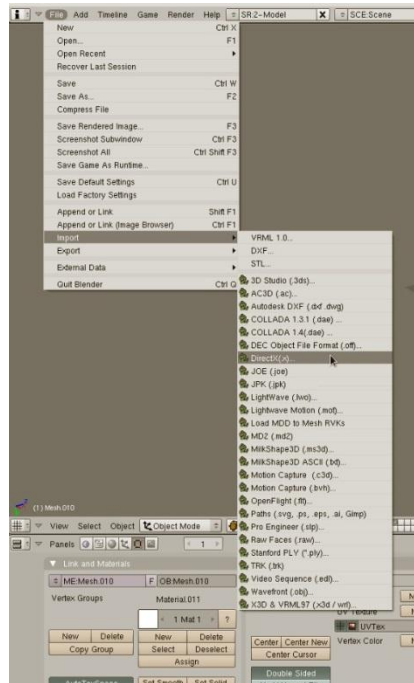 File Add Timeline Game Render Help SR:2-Model X SCE:Scene
New Ctrl X
Open... F1
Open Recent
Recover Last Session
Save Ctrl W
Save As... F2
Compress File
Save Rendered Image... F3
Screenshot Subwindow Ctrl F3
Screenshot All Ctrl Shift F3
Save Game As Runtime...
Save Default Settings Ctrl U
Load Factory Settings
Append or Link Shift F1
Append or Link (Image Browser) Ctrl F1
Import
Export
External Data
Quit Blender Ctrl Q
VRML 1.0...
DXF...
STL...
3D Studio (.3ds)...
AC3D (.ac)...
Autodesk DXF (.dxf .dwg)
COLLADA 1.3.1 (.dae) ...
COLLADA 1.4(.dae) ...
DEC Object File Format (.off)...
DirectX(.x)...
JOE (.joe)
JPK (.jpk)
LightWave (.lwo)...
Lightwave Motion (.mot)...
Load MDD to Mesh RVKs
MD2 (.md2)
MilkShape3D (.ms3d)...
MilkShape3D ASCII (.txt)...
Motion Capture (.c3d)...
Motion Capture (.bvh)...
OpenFlight (.flt)...
Paths (.svg, .ps, .eps, .ai, Gimp)
Pro Engineer (.slp)...
Raw Faces (.raw)...
Stanford PLY (*.ply)...
TRK (.trk)
Video Sequence (.edl)...
Wavefront (.obj)...
X3D & VRML97 (.x3d / wrl)...
(1) Mesh.010
View Select Object Object Mode
Panels 1
Link and Materials
ME:Mesh.010 F OB:Mesh.010
Vertex Groups Material.011
1 Mat 1 ?
New Delete New Delete
Copy Group Select Deselect
Assign
AutoTexSpace Set Smooth Set Solid
Center Center New
Center Cursor
Double Sided
UV Texture
UVTex
Vertex Color